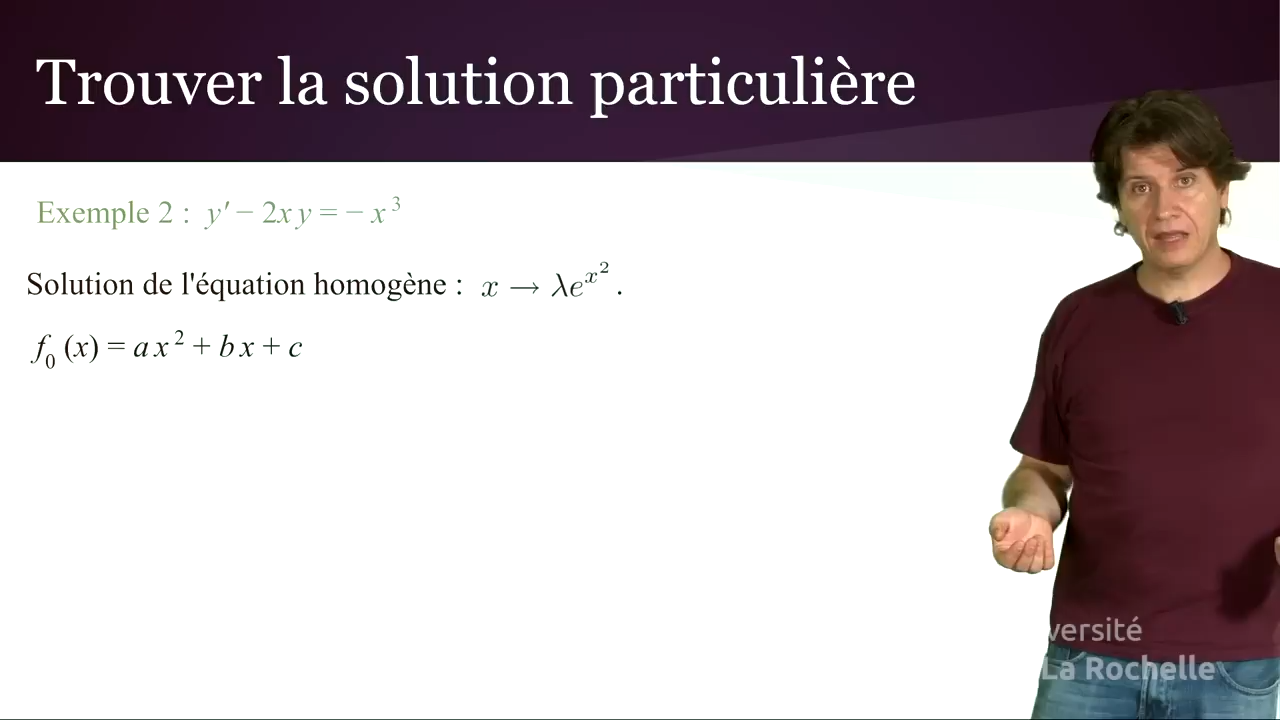 Trouver la solution particulière
Exemple 2 : y′ − 2x y = − x³
Solution de l'équation homogène : x → λe^{x²} .
f₀ (x) = a x² + b x + c
versité
La Rochelle